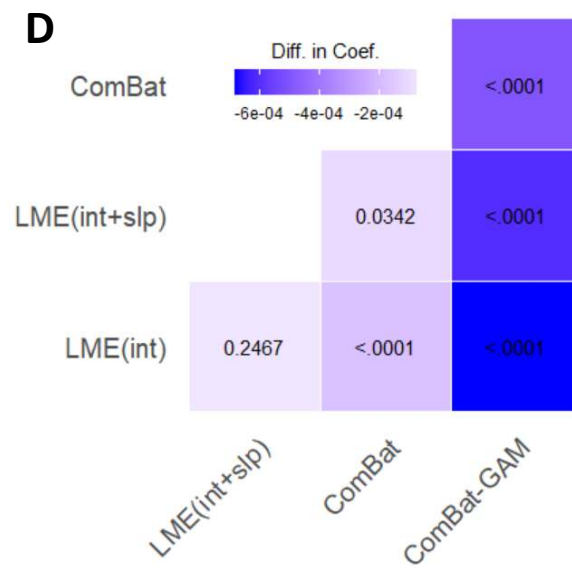 D
Diff. in Coef.
-6e-04 -4e-04 -2e-04
ComBat <.0001
LME(int+slp) 0.0342 <.0001
LME(int) 0.2467 <.0001 <.0001
LME(int+slp) ComBat ComBat-GAM